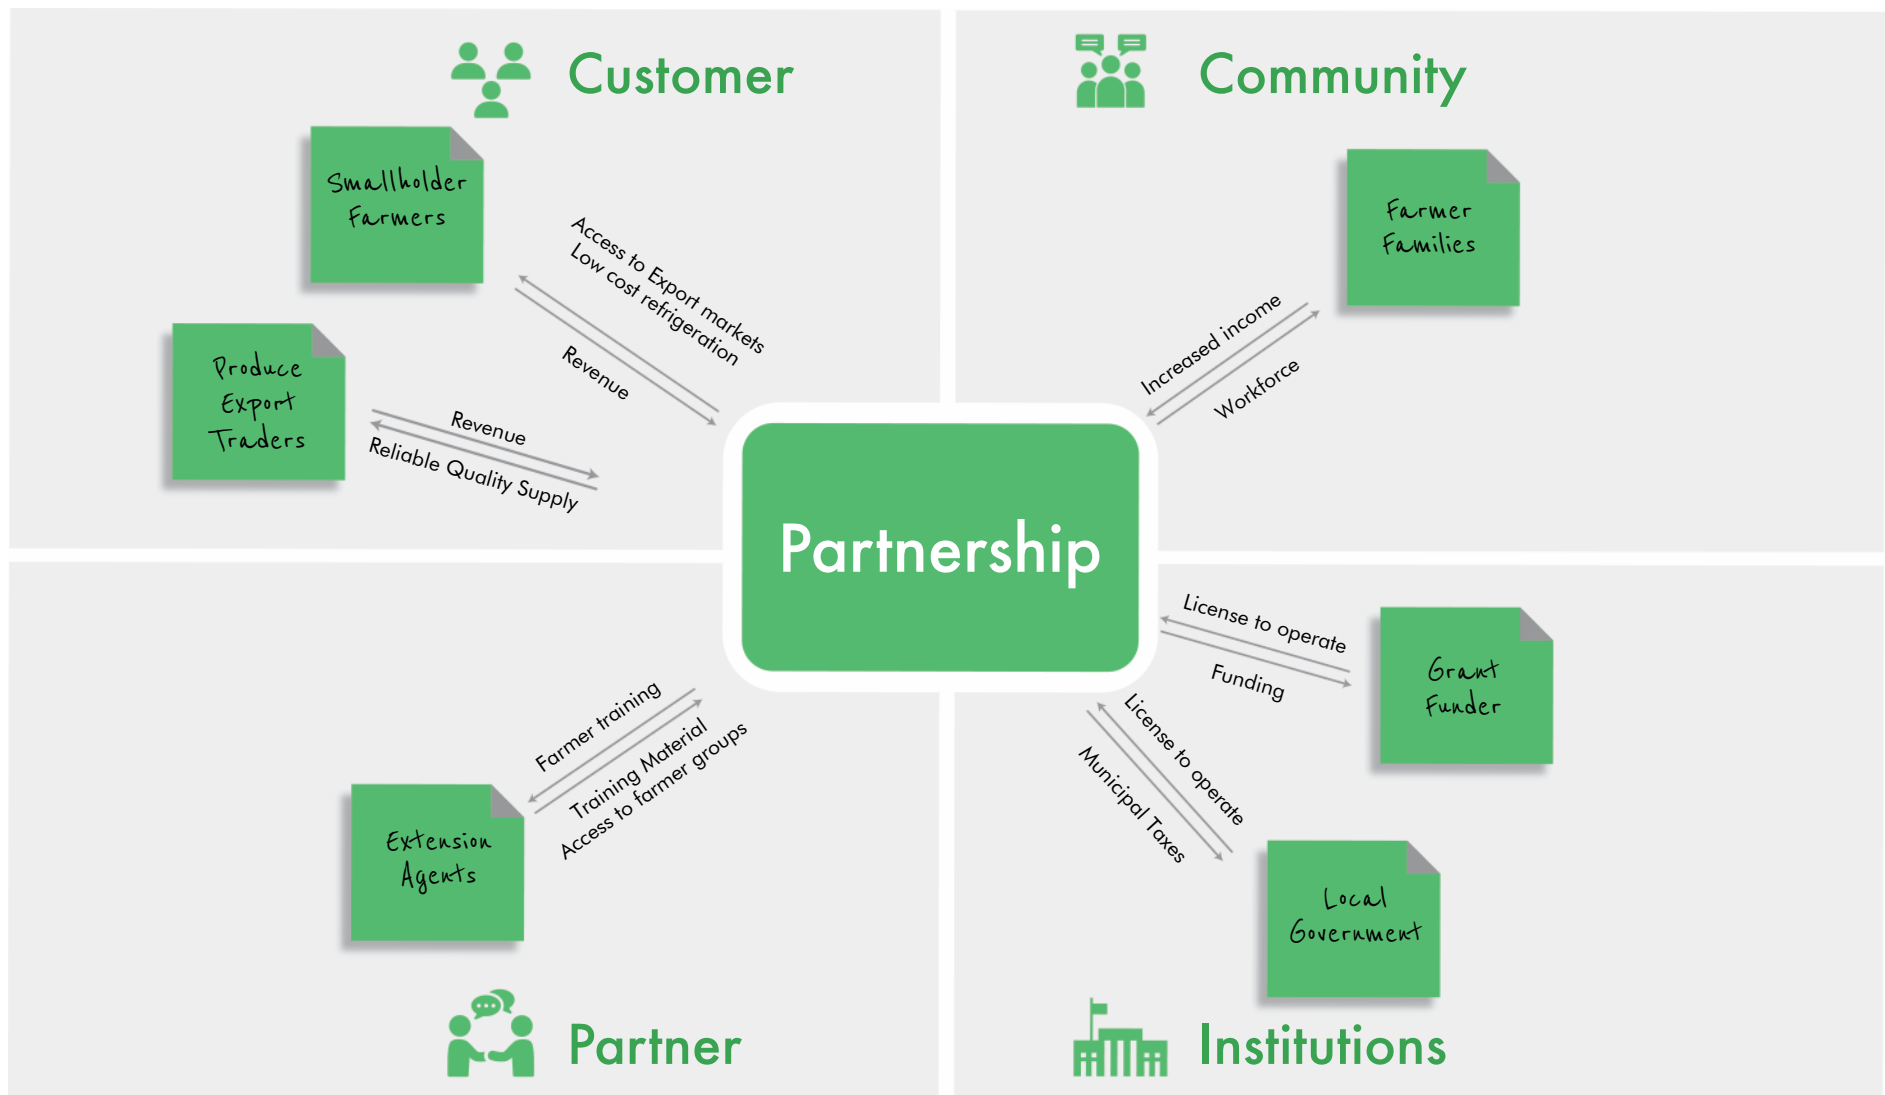 Customer
Community
Smallholder
Farmers
Access to Export markets
Low cost refrigeration
Revenue
Produce
Export
Traders
Revenue
Reliable Quality Supply
Farmer
Families
Increased income
Workforce
Partnership
Farmer training
Training Material
Access to farmer groups
Extension
Agents
License to operate
Funding
Grant
Funder
License to operate
Municipal Taxes
Local
Government
Partner
Institutions